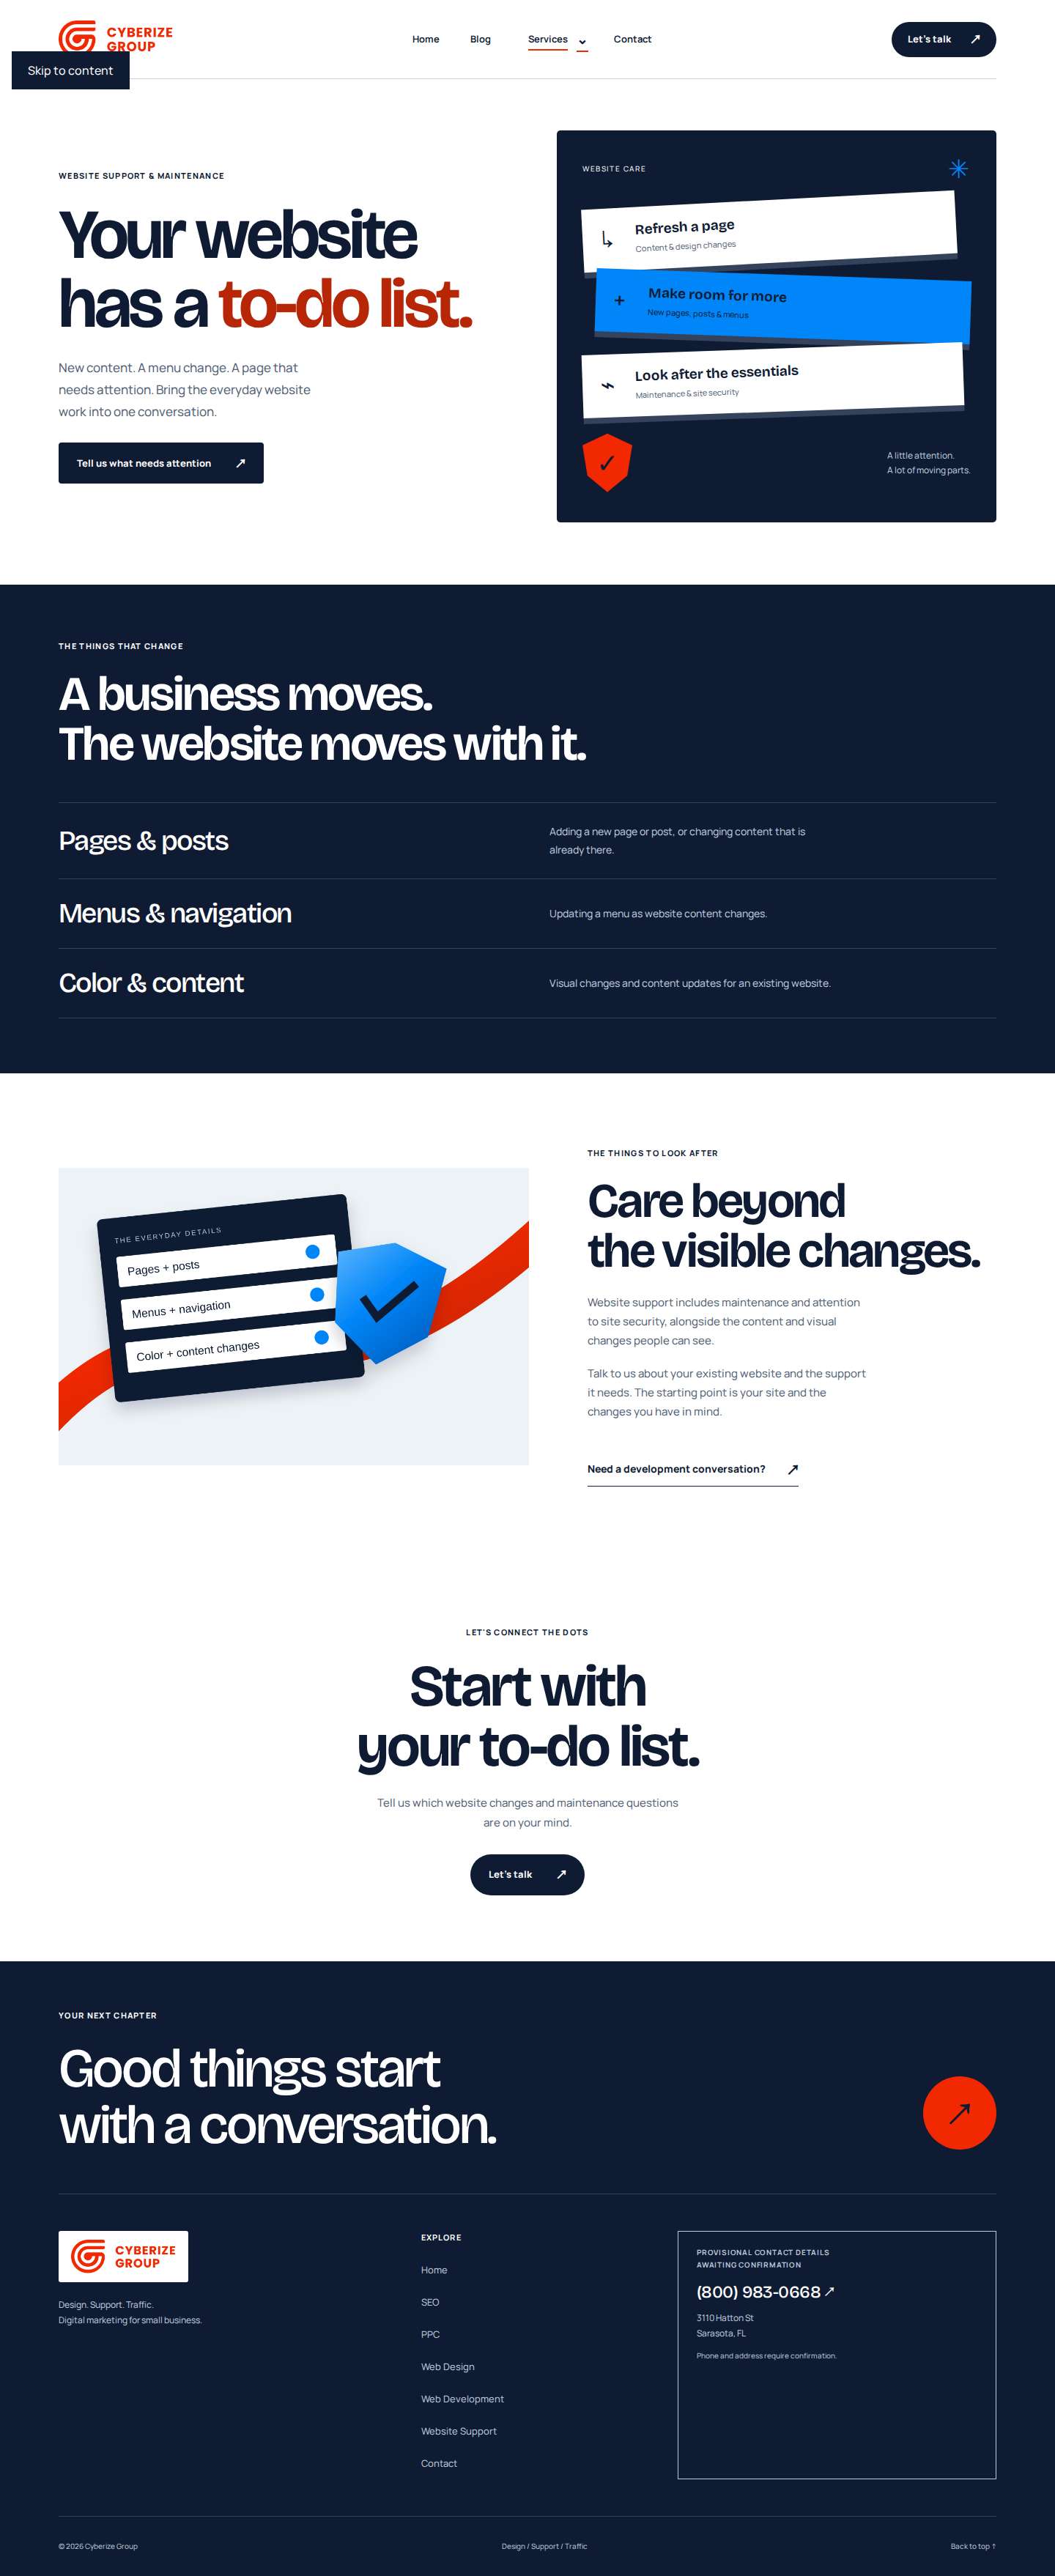 CYBERIZE
GROUP
Home
Blog
Services
Contact
Let's talk ↗
Skip to content
WEBSITE SUPPORT & MAINTENANCE
Your website
has a to-do list.
New content. A menu change. A page that
needs attention. Bring the everyday website
work into one conversation.
Tell us what needs attention ↗
WEBSITE CARE
Refresh a page
Content & design changes
Make room for more
New pages, posts & menus
Look after the essentials
Maintenance & site security
A little attention.
A lot of moving parts.
THE THINGS THAT CHANGE
A business moves.
The website moves with it.
Pages & posts
Adding a new page or post, or changing content that is
already there.
Menus & navigation
Updating a menu as website content changes.
Color & content
Visual changes and content updates for an existing website.
THE EVERYDAY DETAILS
Pages + posts
Menus + navigation
Color + content changes
THE THINGS TO LOOK AFTER
Care beyond
the visible changes.
Website support includes maintenance and attention
to site security, alongside the content and visual
changes people can see.
Talk to us about your existing website and the support
it needs. The starting point is your site and the
changes you have in mind.
Need a development conversation? ↗
LET'S CONNECT THE DOTS
Start with
your to-do list.
Tell us which website changes and maintenance questions
are on your mind.
Let's talk ↗
YOUR NEXT CHAPTER
Good things start
with a conversation.
CYBERIZE
GROUP
Design. Support. Traffic.
Digital marketing for small business.
EXPLORE
Home
SEO
PPC
Web Design
Web Development
Website Support
Contact
PROVISIONAL CONTACT DETAILS
AWAITING CONFIRMATION
(800) 983-0668 ↗
3110 Hatton St
Sarasota, FL
Phone and address require confirmation.
© 2026 Cyberize Group
Design / Support / Traffic
Back to top ↑